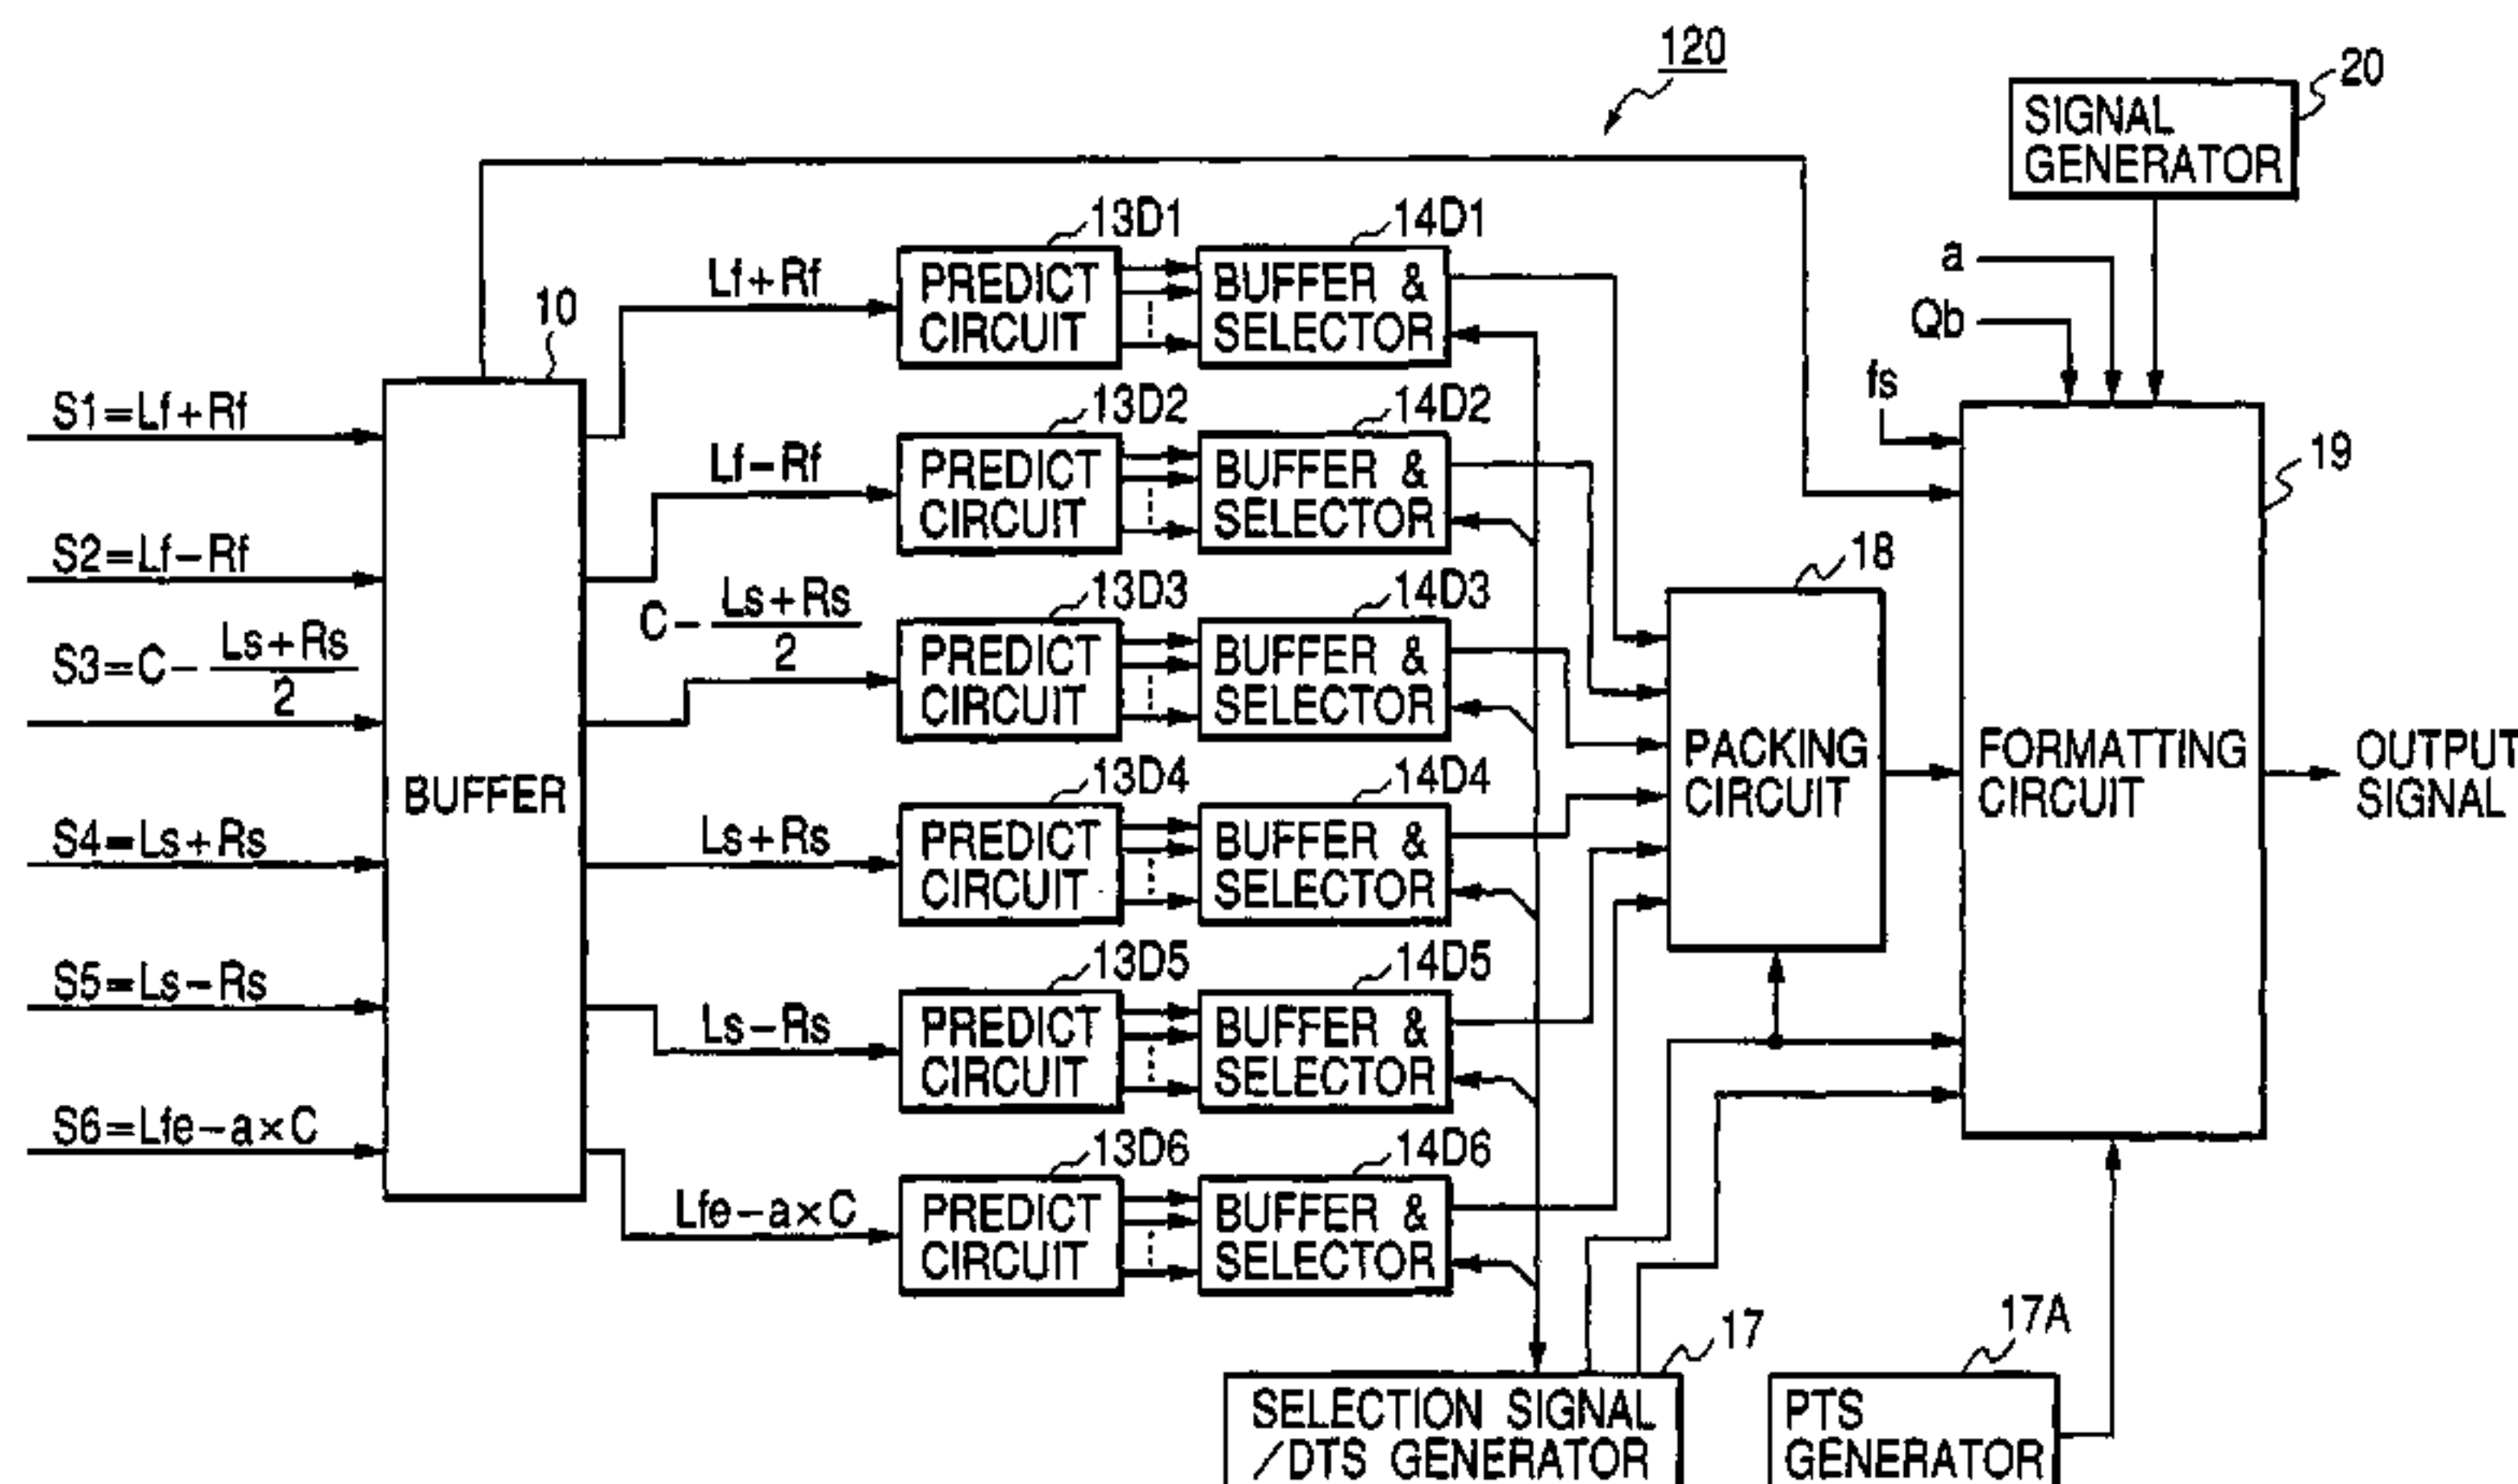 120
20
SIGNAL
GENERATOR
13D1
14D1
a
Lf+Rf
PREDICT
CIRCUIT
BUFFER &
SELECTOR
10
Qb
fs
S1=Lf+Rf
13D2
14D2
Lf-Rf
PREDICT
CIRCUIT
BUFFER &
SELECTOR
19
S2=Lf-Rf
18
13D3
14D3
C-
Ls+Rs
2
PREDICT
CIRCUIT
BUFFER &
SELECTOR
S3=C-
Ls+Rs
2
PACKING
CIRCUIT
FORMATTING
CIRCUIT
OUTPUT
SIGNAL
BUFFER
13D4
14D4
S4=Ls+Rs
Ls+Rs
PREDICT
CIRCUIT
BUFFER &
SELECTOR
13D5
14D5
S5=Ls-Rs
Ls-Rs
PREDICT
CIRCUIT
BUFFER &
SELECTOR
S6=Lfe-a×C
13D6
14D6
Lfe-a×C
PREDICT
CIRCUIT
BUFFER &
SELECTOR
17
17A
SELECTION SIGNAL
/DTS GENERATOR
PTS
GENERATOR